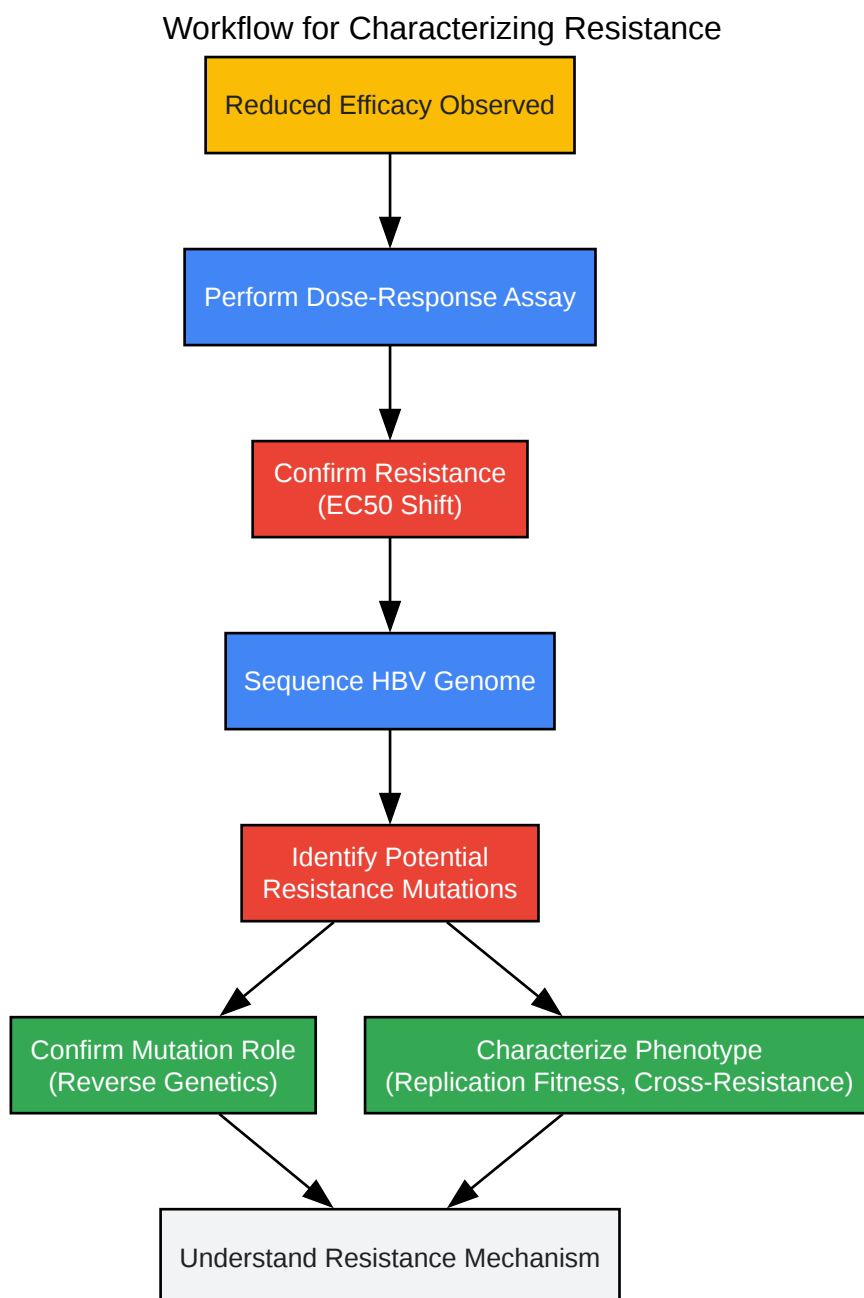 Workflow for Characterizing Resistance
Reduced Efficacy Observed
Perform Dose-Response Assay
Confirm Resistance
(EC50 Shift)
Sequence HBV Genome
Identify Potential
Resistance Mutations
Confirm Mutation Role
(Reverse Genetics)
Characterize Phenotype
(Replication Fitness, Cross-Resistance)
Understand Resistance Mechanism